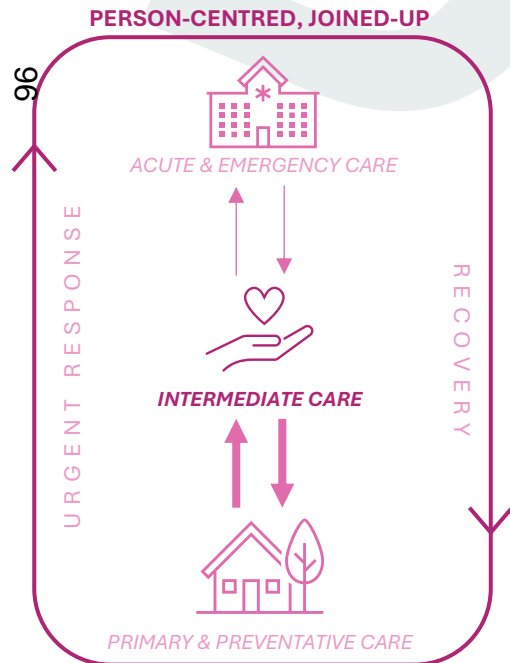 PERSON-CENTRED, JOINED-UP
96
ACUTE & EMERGENCY CARE
URGENT RESPONSE
RECOVERY
INTERMEDIATE CARE
PRIMARY & PREVENTATIVE CARE